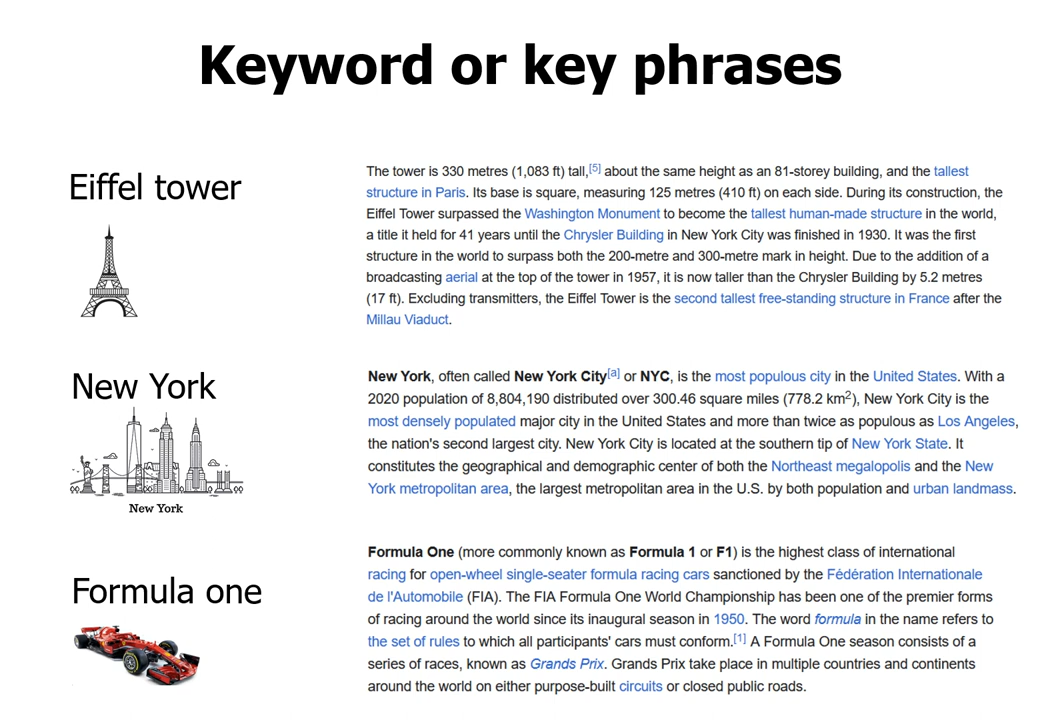 Keyword or key phrases
Eiffel tower
The tower is 330 metres (1,083 ft) tall,[5] about the same height as an 81-storey building, and the tallest
structure in Paris. Its base is square, measuring 125 metres (410 ft) on each side. During its construction, the
Eiffel Tower surpassed the Washington Monument to become the tallest human-made structure in the world,
a title it held for 41 years until the Chrysler Building in New York City was finished in 1930. It was the first
structure in the world to surpass both the 200-metre and 300-metre mark in height. Due to the addition of a
broadcasting aerial at the top of the tower in 1957, it is now taller than the Chrysler Building by 5.2 metres
(17 ft). Excluding transmitters, the Eiffel Tower is the second tallest free-standing structure in France after the
Millau Viaduct.
New York
New York
New York, often called New York City[a] or NYC, is the most populous city in the United States. With a
2020 population of 8,804,190 distributed over 300.46 square miles (778.2 km2), New York City is the
most densely populated major city in the United States and more than twice as populous as Los Angeles,
the nation's second largest city. New York City is located at the southern tip of New York State. It
constitutes the geographical and demographic center of both the Northeast megalopolis and the New
York metropolitan area, the largest metropolitan area in the U.S. by both population and urban landmass.
Formula one
Formula One (more commonly known as Formula 1 or F1) is the highest class of international
racing for open-wheel single-seater formula racing cars sanctioned by the Fédération Internationale
de l'Automobile (FIA). The FIA Formula One World Championship has been one of the premier forms
of racing around the world since its inaugural season in 1950. The word formula in the name refers to
the set of rules to which all participants' cars must conform.[1] A Formula One season consists of a
series of races, known as Grands Prix. Grands Prix take place in multiple countries and continents
around the world on either purpose-built circuits or closed public roads.